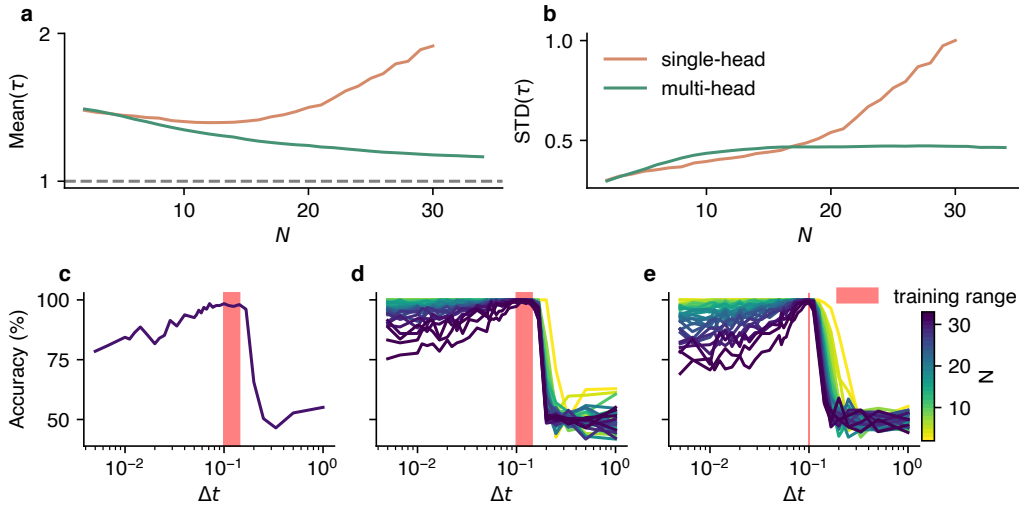 a
2
Mean(τ)
1
10
20
30
N
b
1.0
STD(τ)
0.5
single-head
multi-head
10
20
30
N
c
Accuracy (%)
100
75
50
10⁻²
10⁻¹
10⁰
Δt
d
10⁻²
10⁻¹
10⁰
Δt
e
10⁻²
10⁻¹
10⁰
Δt
training range
30
20
10
N